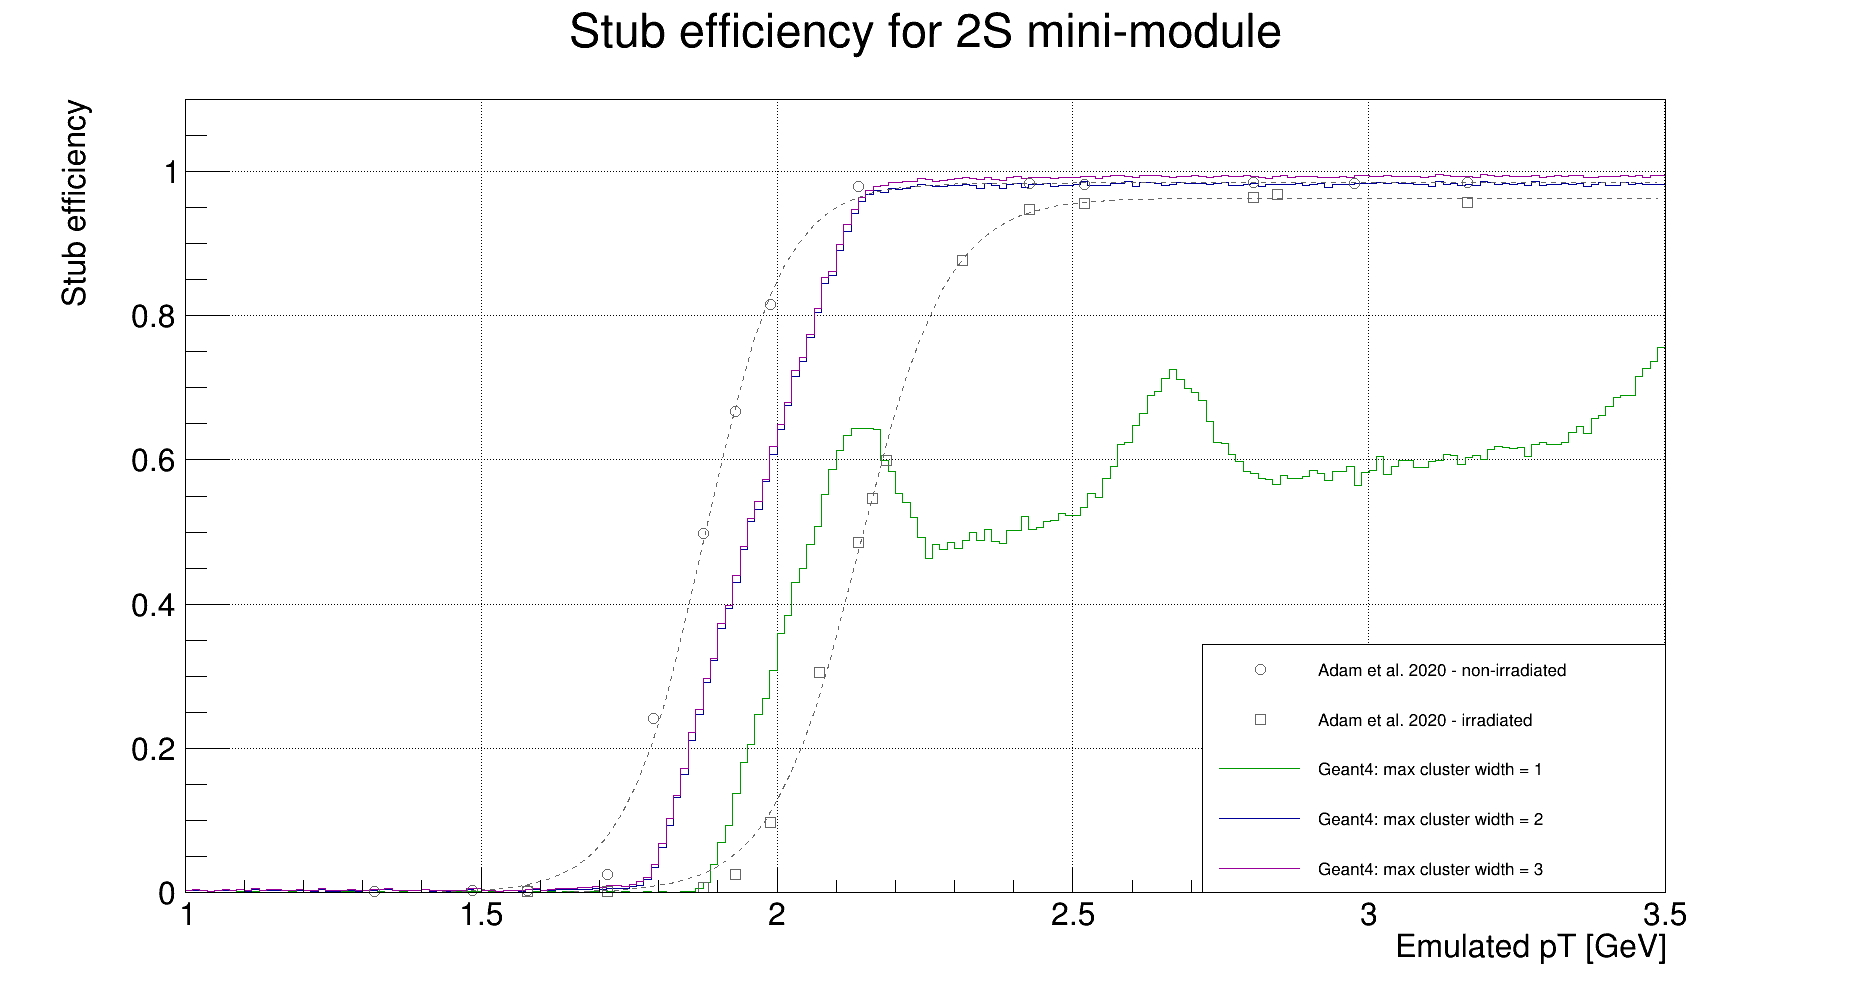 Stub efficiency for 2S mini-module
Stub efficiency
1
0.8
0.6
0.4
0.2
0
1 1.5 2 2.5 3 3.5
Emulated pT [GeV]
Adam et al. 2020 - non-irradiated
Adam et al. 2020 - irradiated
Geant4: max cluster width = 1
Geant4: max cluster width = 2
Geant4: max cluster width = 3